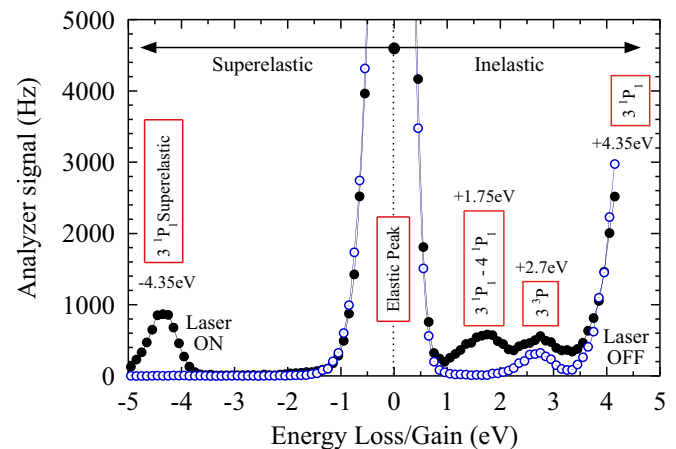 5000
4000
3000
2000
1000
0
Analyzer signal (Hz)
-5
-4
-3
-2
-1
0
1
2
3
4
5
Energy Loss/Gain (eV)
Superelastic
Inelastic
3 ¹P₁ Superelastic
-4.35eV
Laser
ON
Elastic Peak
+1.75eV
3 ¹P₁ - 4 ¹P₁
+2.7eV
3 ³P
3 ¹P₁
+4.35eV
Laser
OFF